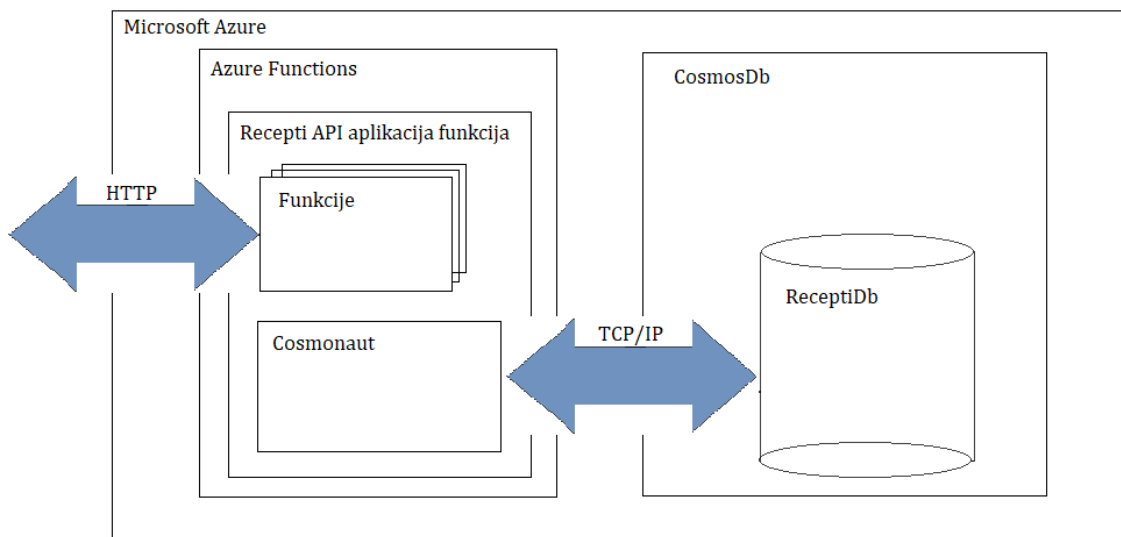 Microsoft Azure
Azure Functions
CosmosDb
Recepti API aplikacija funkcija
HTTP
Funkcije
ReceptiDb
Cosmonaut
TCP/IP